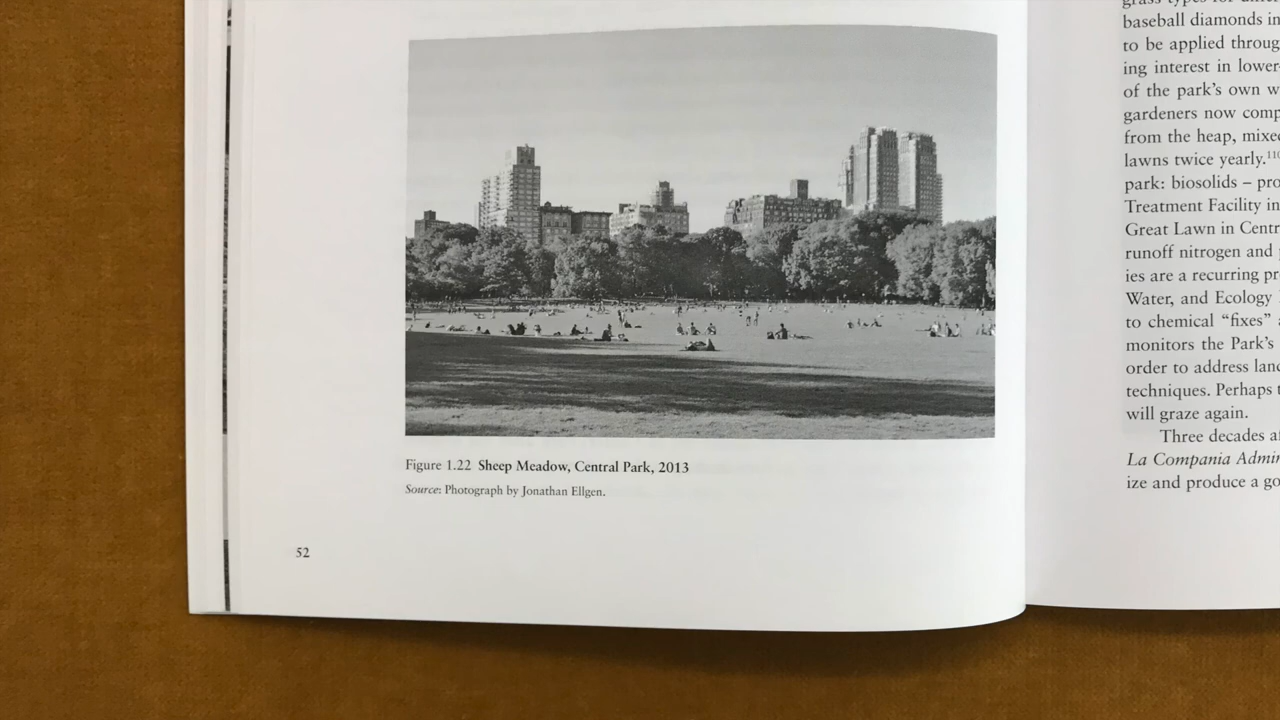 Figure 1.22 Sheep Meadow, Central Park, 2013
Source: Photograph by Jonathan Ellgen.
52
baseball diamonds in
to be applied throug
ing interest in lower-
of the park's own w
gardeners now comp
from the heap, mixed
lawns twice yearly.110
park: biosolids – pro
Treatment Facility in
Great Lawn in Centr
runoff nitrogen and
ies are a recurring pr
Water, and Ecology
to chemical "fixes"
monitors the Park's
order to address land
techniques. Perhaps
will graze again.
Three decades af
La Compania Admin
ize and produce a go